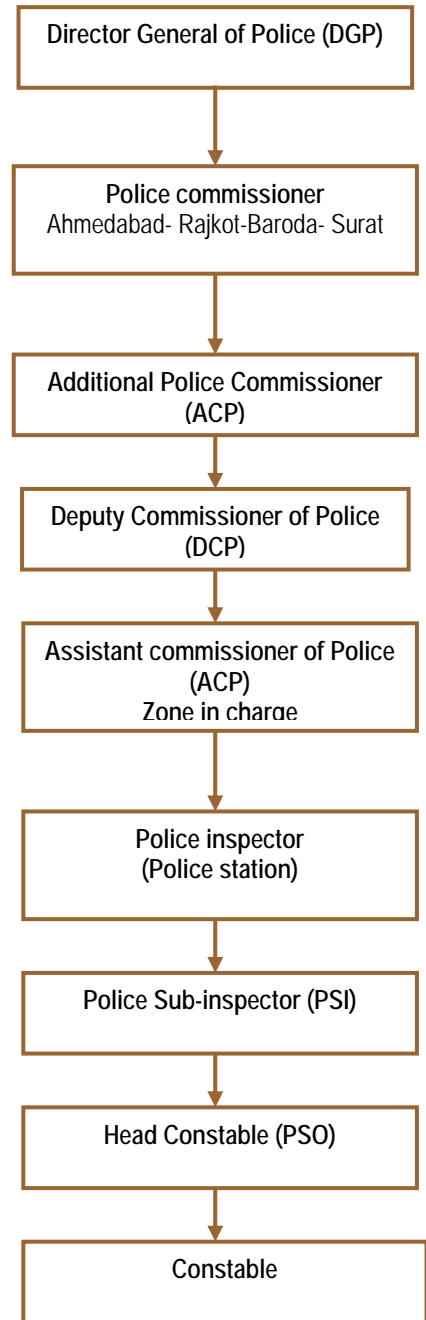 Director General of Police (DGP)
Police commissioner
Ahmedabad- Rajkot-Baroda- Surat
Additional Police Commissioner
(ACP)
Deputy Commissioner of Police
(DCP)
Assistant commissioner of Police
(ACP)
Zone in charge
Police inspector
(Police station)
Police Sub-inspector (PSI)
Head Constable (PSO)
Constable